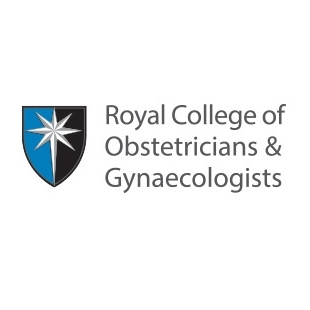 Royal College of
Obstetricians &
Gynaecologists